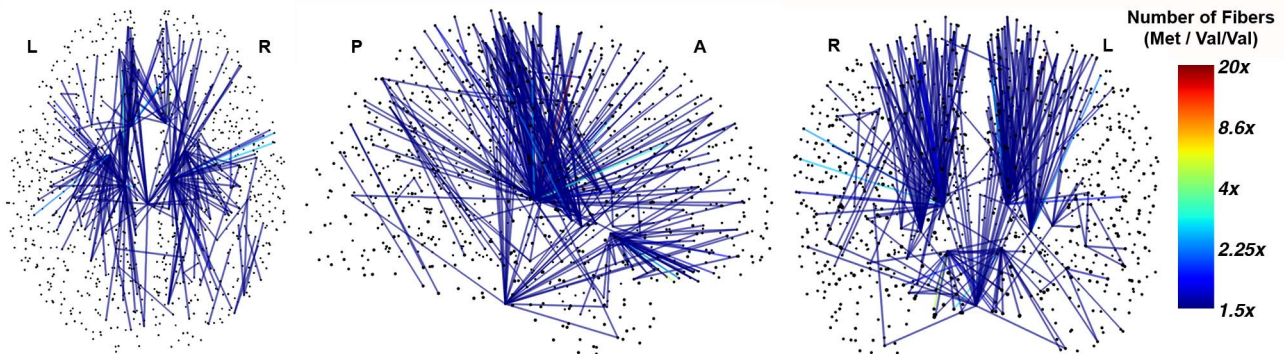 L
R
P
A
R
L
Number of Fibers
(Met / Val/Val)
20x
8.6x
4x
2.25x
1.5x